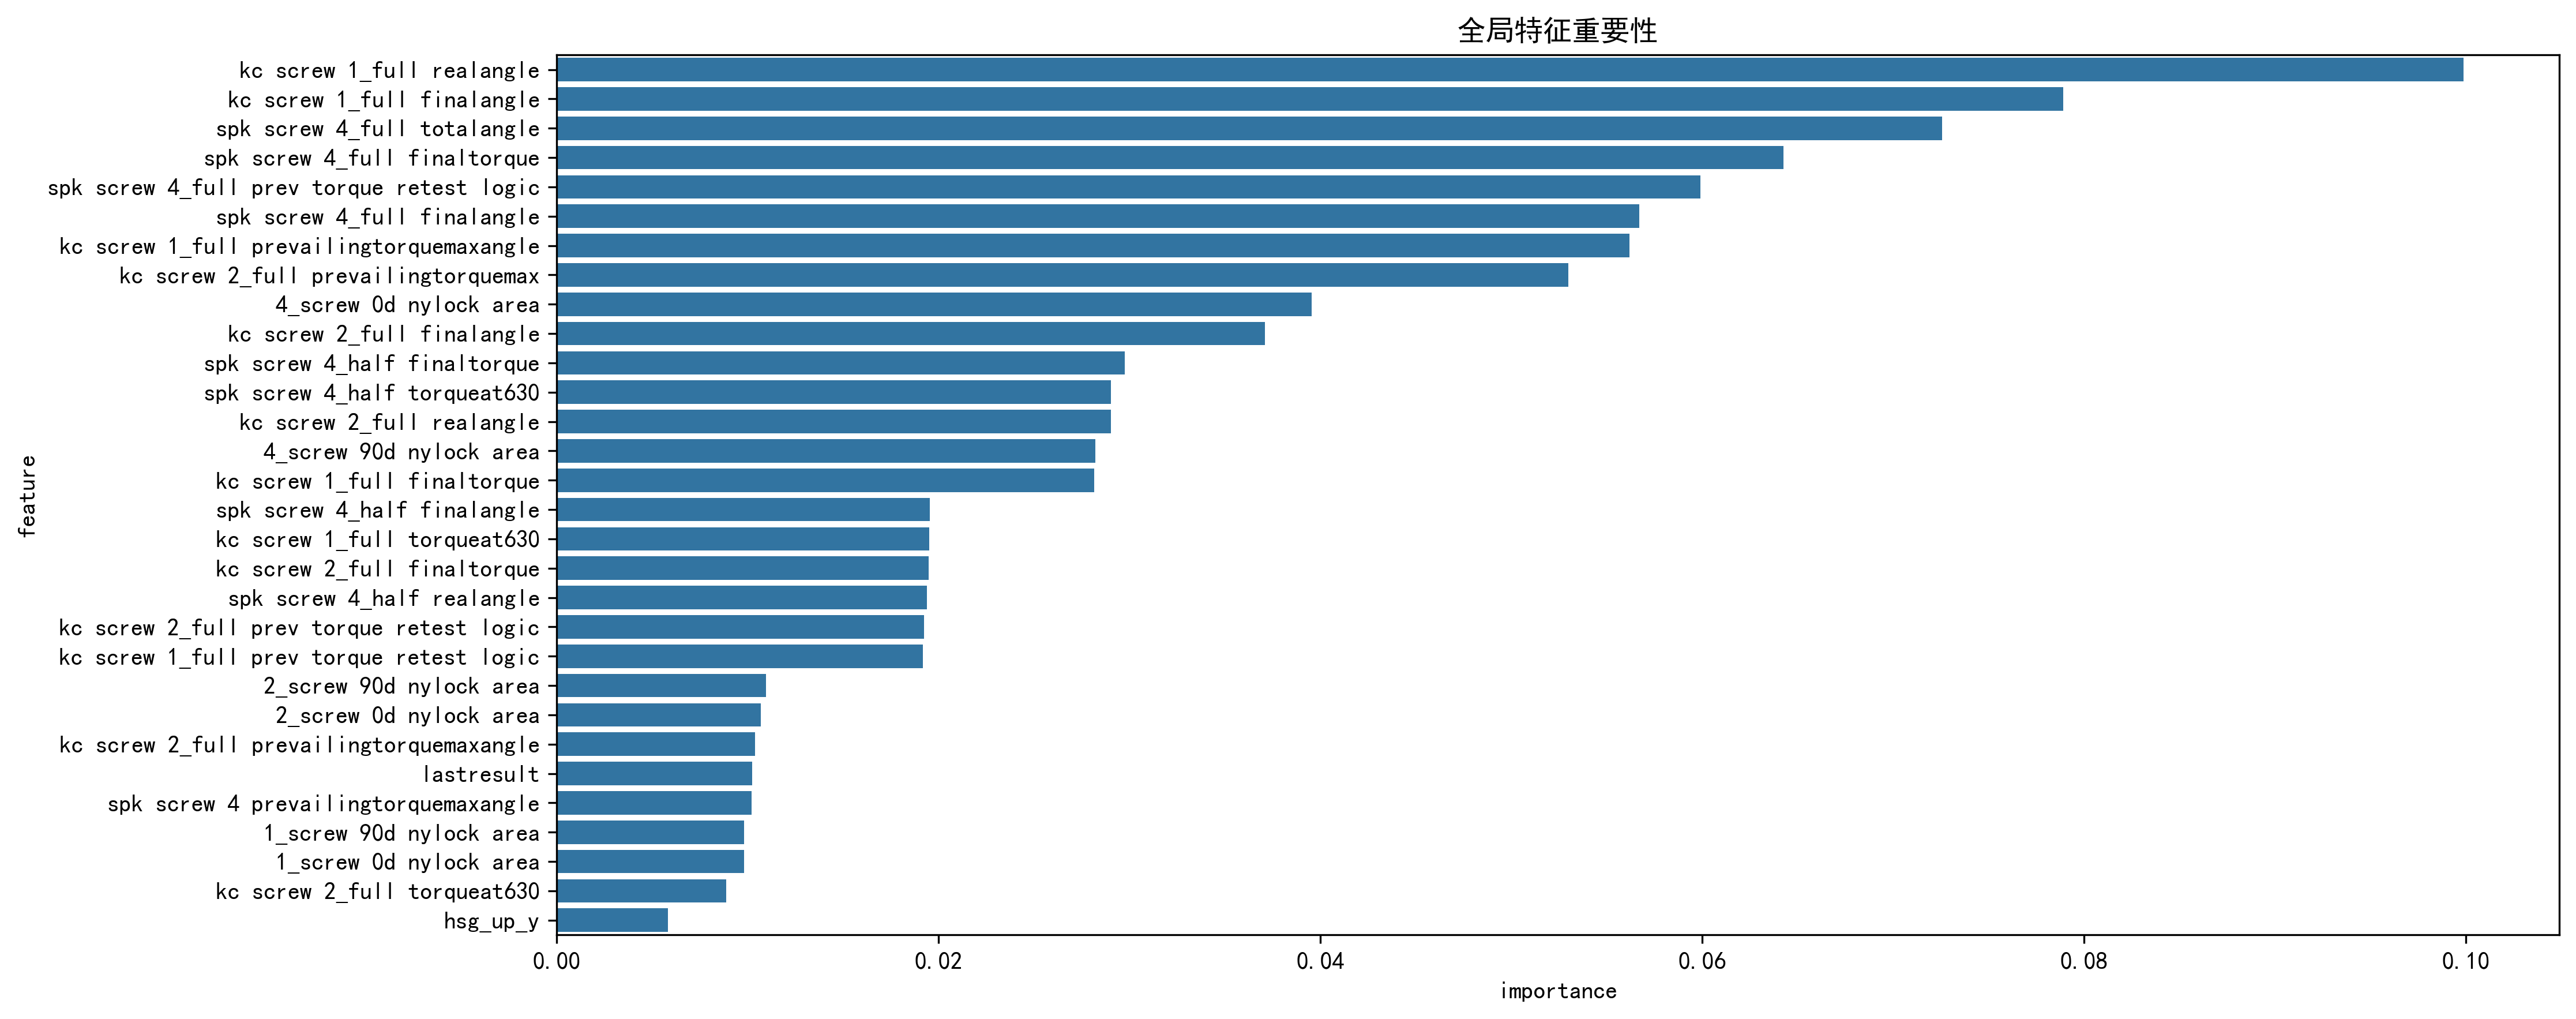 全局特征重要性
kc screw 1_full realangle
kc screw 1_full finalangle
spk screw 4_full totalangle
spk screw 4_full finaltorque
spk screw 4_full prev torque retest logic
spk screw 4_full finalangle
kc screw 1_full prevailingtorquemaxangle
kc screw 2_full prevailingtorquemax
4_screw 0d nylock area
kc screw 2_full finalangle
spk screw 4_half finaltorque
spk screw 4_half torqueat630
kc screw 2_full realangle
4_screw 90d nylock area
kc screw 1_full finaltorque
spk screw 4_half finalangle
kc screw 1_full torqueat630
kc screw 2_full finaltorque
spk screw 4_half realangle
kc screw 2_full prev torque retest logic
kc screw 1_full prev torque retest logic
2_screw 90d nylock area
2_screw 0d nylock area
kc screw 2_full prevailingtorquemaxangle
lastresult
spk screw 4 prevailingtorquemaxangle
1_screw 90d nylock area
1_screw 0d nylock area
kc screw 2_full torqueat630
hsg_up_y
feature
0.00 0.02 0.04 0.06 0.08 0.10
importance